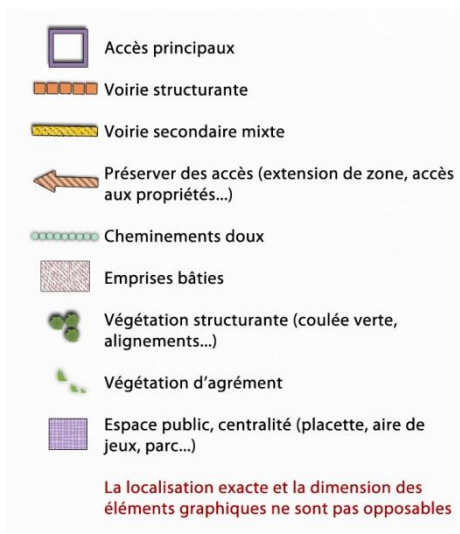 Accès principaux
Voirie structurante
Voirie secondaire mixte
Préserver des accès (extension de zone, accès
aux propriétés...)
Cheminements doux
Emprises bâties
Végétation structurante (coulée verte,
alignements...)
Végétation d'agrément
Espace public, centralité (placette, aire de
jeux, parc...)
La localisation exacte et la dimension des
éléments graphiques ne sont pas opposables